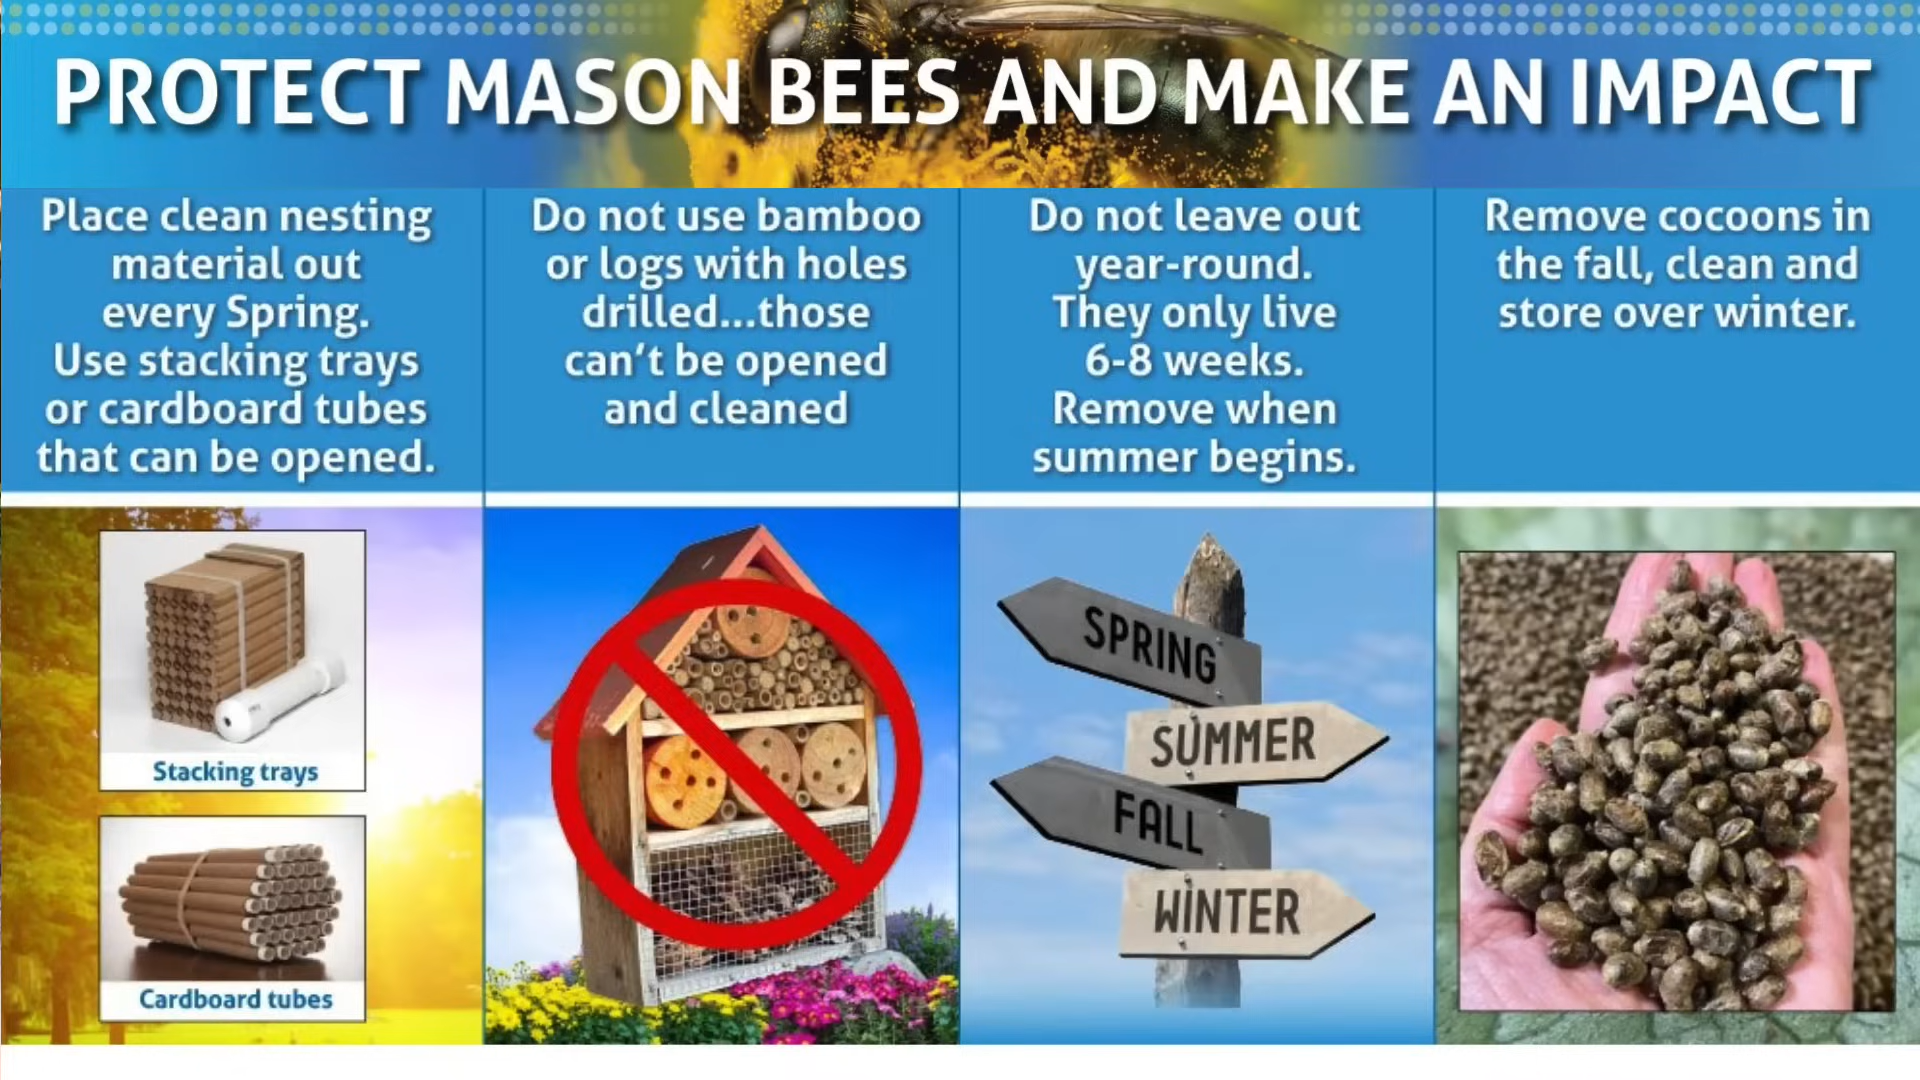 PROTECT MASON BEES AND MAKE AN IMPACT
Place clean nesting
material out
every Spring.
Use stacking trays
or cardboard tubes
that can be opened.
Do not use bamboo
or logs with holes
drilled...those
can't be opened
and cleaned
Do not leave out
year-round.
They only live
6-8 weeks.
Remove when
summer begins.
Remove cocoons in
the fall, clean and
store over winter.
Stacking trays
Cardboard tubes
SPRING
SUMMER
FALL
WINTER